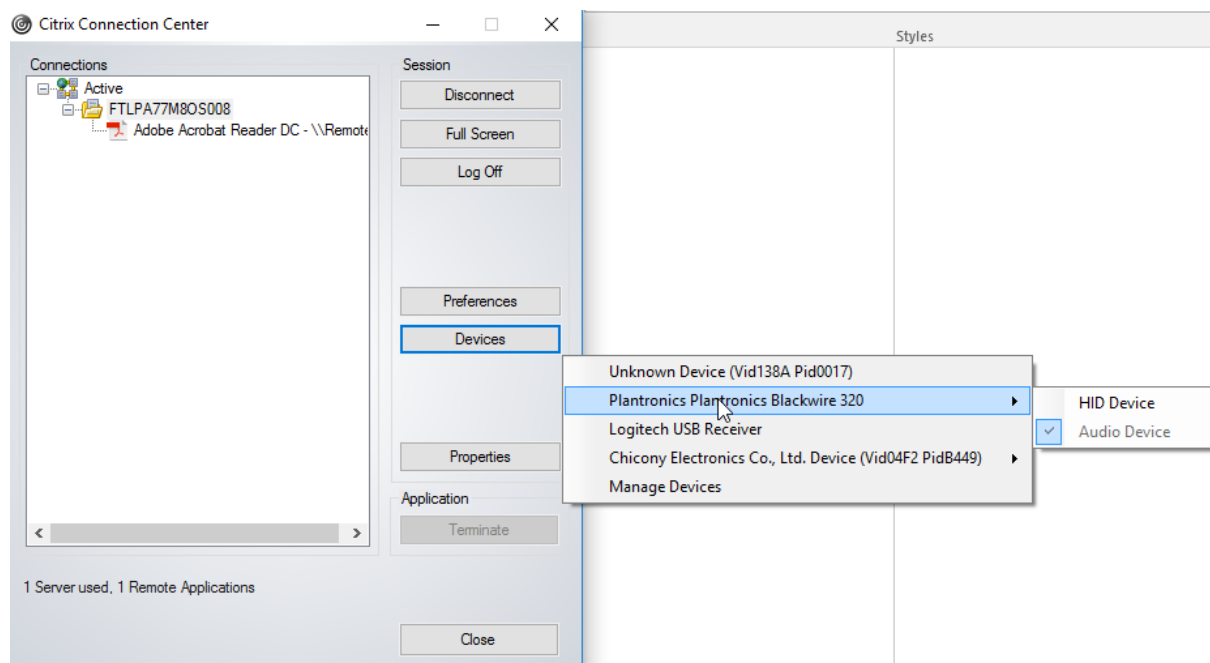 Citrix Connection Center
Styles
Connections
Active
FTLPA77M8OS008
Adobe Acrobat Reader DC - \\Remote
Session
Disconnect
Full Screen
Log Off
Preferences
Devices
Unknown Device (Vid138A Pid0017)
Plantronics Plantronics Blackwire 320
Logitech USB Receiver
Chicony Electronics Co., Ltd. Device (Vid04F2 PidB449)
Manage Devices
HID Device
Audio Device
Properties
Application
Terminate
1 Server used, 1 Remote Applications
Close